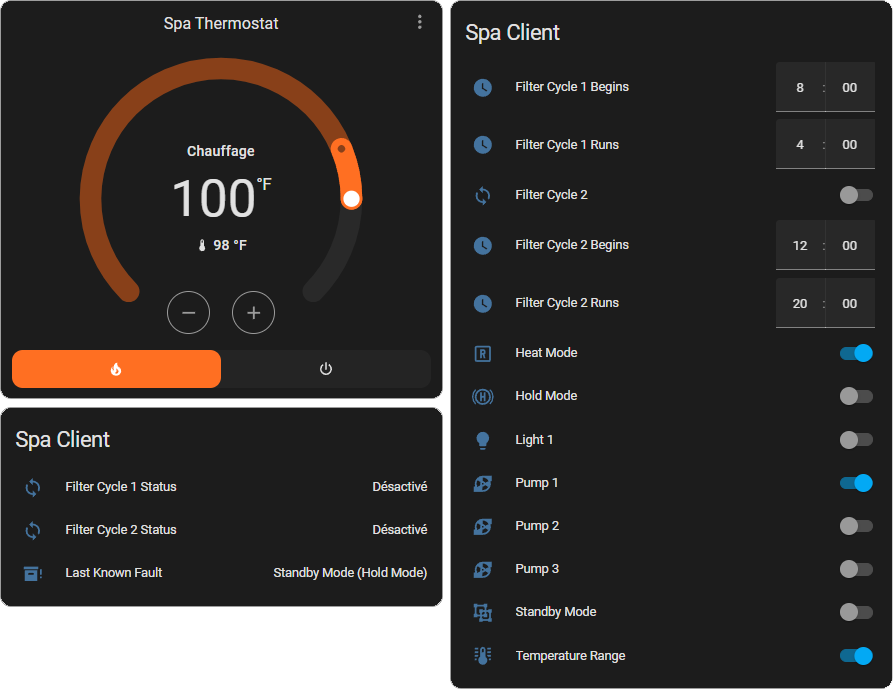 Spa Thermostat
Chauffage
100 °F
98 °F
Spa Client
Filter Cycle 1 Status Désactivé
Filter Cycle 2 Status Désactivé
Last Known Fault Standby Mode (Hold Mode)
Spa Client
Filter Cycle 1 Begins 8 : 00
Filter Cycle 1 Runs 4 : 00
Filter Cycle 2
Filter Cycle 2 Begins 12 : 00
Filter Cycle 2 Runs 20 : 00
R Heat Mode
H Hold Mode
Light 1
Pump 1
Pump 2
Pump 3
Standby Mode
Temperature Range